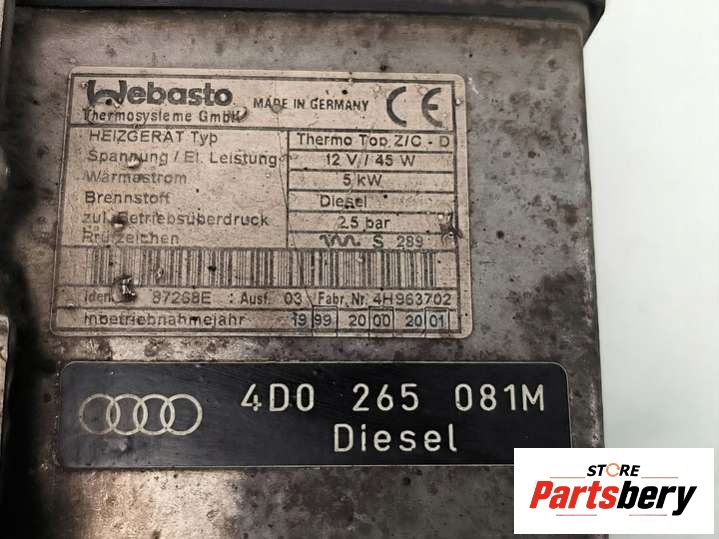 Webasto
MADE IN GERMANY CE
Thermosysteme GmbH
HEIZGERÄT Typ Thermo Top Z/C - D
Spannung / El. Leistung 12 V / 45 W
Wärmestrom 5 kW
Brennstoff Diesel
zul. Betriebsüberdruck 2.5 bar
Prüfzeichen S 289
87268E Ausf. 03 Fabr. Nr. 4H963702
Inbetriebnahmejahr 19 99 20 00 20 01
4D0 265 081M
Diesel
STORE
Partsbery